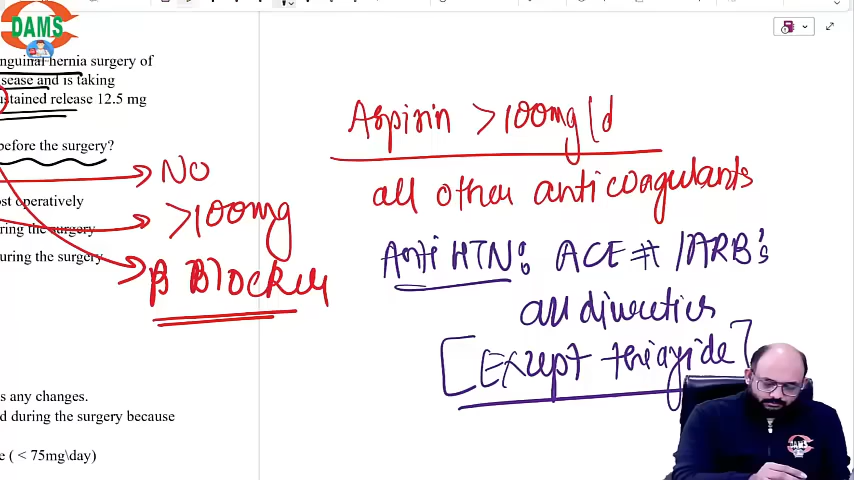 DAMS
nguinal hernia surgery of
sease and is taking
stained release 12.5 mg
before the surgery?
NO
ost operatively
>100mg
ring the surgery
uring the surgery
β Blocker
s any changes.
d during the surgery because
e ( < 75mg\day)
Aspirin >100mg/d
all other anticoagulants
Anti HTN: ACE # /ARB's
all diuretics
[Except thiazide]
DAMS